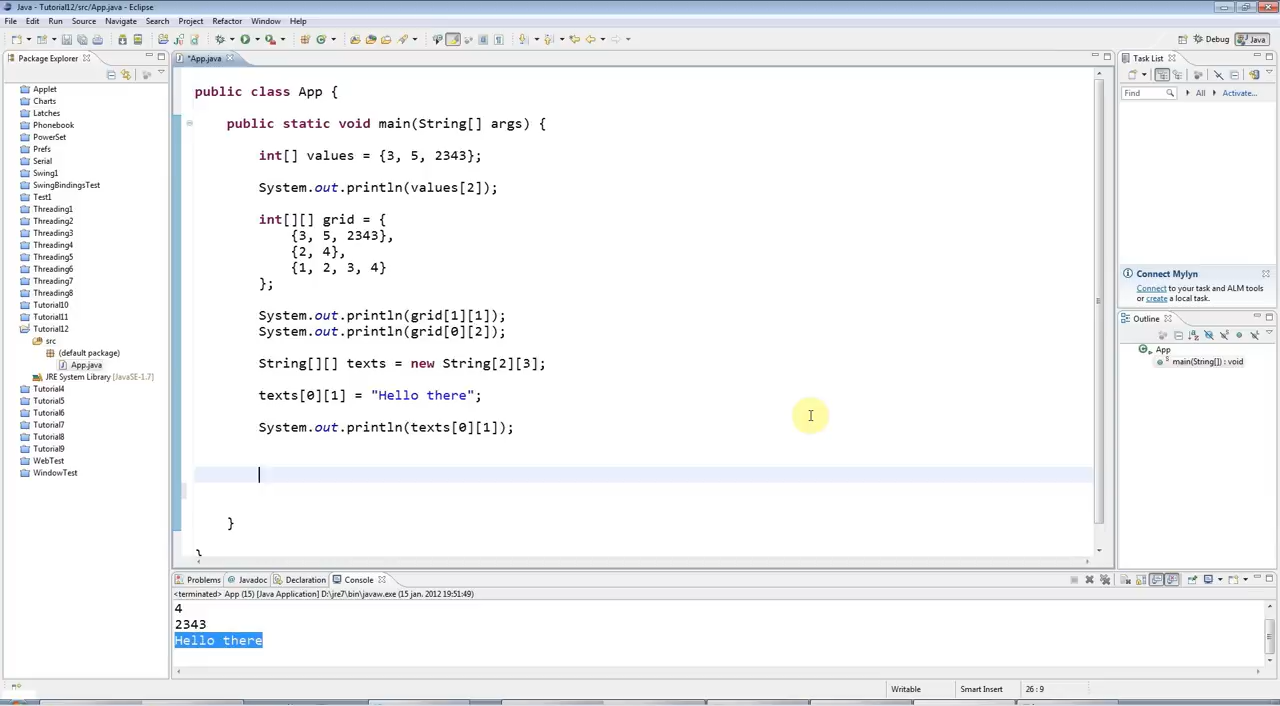 Java - Tutorial12/src/App.java - Eclipse
File Edit Run Source Navigate Search Project Refactor Window Help
Debug Java
Package Explorer
*App.java
Task List
Applet
Charts
Latches
Phonebook
PowerSet
Prefs
Serial
Swing1
SwingBindingsTest
Test1
Threading1
Threading2
Threading3
Threading4
Threading5
Threading6
Threading7
Threading8
Tutorial10
Tutorial11
Tutorial12
src
(default package)
App.java
JRE System Library [JavaSE-1.7]
Tutorial4
Tutorial5
Tutorial6
Tutorial7
Tutorial8
Tutorial9
WebTest
WindowTest
public class App {
public static void main(String[] args) {
int[] values = {3, 5, 2343};
System.out.println(values[2]);
int[][] grid = {
{3, 5, 2343},
{2, 4},
{1, 2, 3, 4}
};
System.out.println(grid[1][1]);
System.out.println(grid[0][2]);
String[][] texts = new String[2][3];
texts[0][1] = "Hello there";
System.out.println(texts[0][1]);
}
}
Find All Activate...
Connect Mylyn
Connect to your task and ALM tools
or create a local task.
Outline
App
main(String[]) : void
Problems Javadoc Declaration Console
<terminated> App (15) [Java Application] D:\jre7\bin\javaw.exe (15 jan. 2012 19:51:49)
4
2343
Hello there
Writable Smart Insert 26 : 9